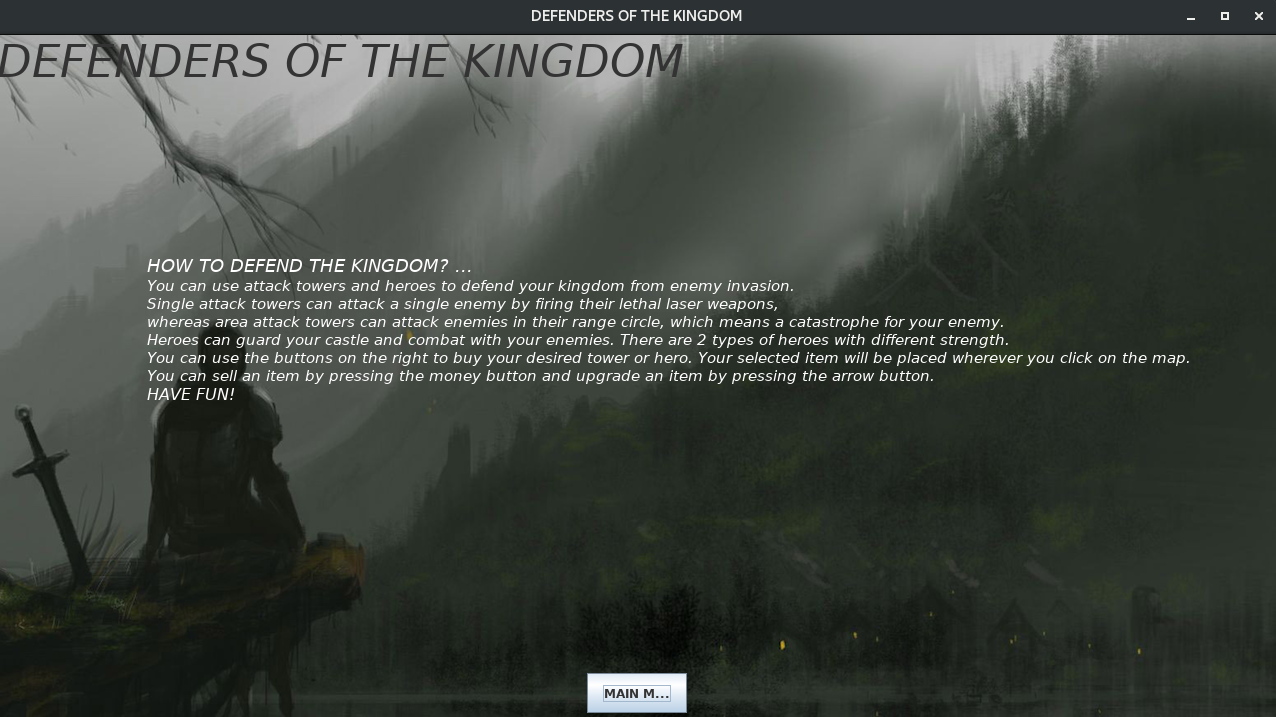 DEFENDERS OF THE KINGDOM
DEFENDERS OF THE KINGDOM
HOW TO DEFEND THE KINGDOM? ...
You can use attack towers and heroes to defend your kingdom from enemy invasion.
Single attack towers can attack a single enemy by firing their lethal laser weapons,
whereas area attack towers can attack enemies in their range circle, which means a catastrophe for your enemy.
Heroes can guard your castle and combat with your enemies. There are 2 types of heroes with different strength.
You can use the buttons on the right to buy your desired tower or hero. Your selected item will be placed wherever you click on the map.
You can sell an item by pressing the money button and upgrade an item by pressing the arrow button.
HAVE FUN!
MAIN M...